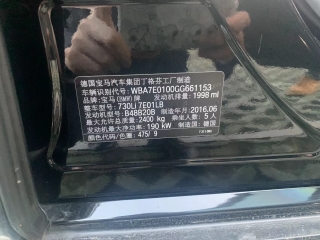 德国宝马汽车集团丁格芬工厂制造
车辆识别代号: WBA7E0100GG661153
品牌: 宝马(BMW)牌 发动机排量: 1998 ml
整车型号: 730Li 7E01LB
发动机型号: B48B20B 制造年月: 2016.06
最大允许总质量: 2400 kg 乘坐人数: 5 人
发动机最大净功率: 190 kW 制造国: 德国
颜色代码/色漆: 475/ 9